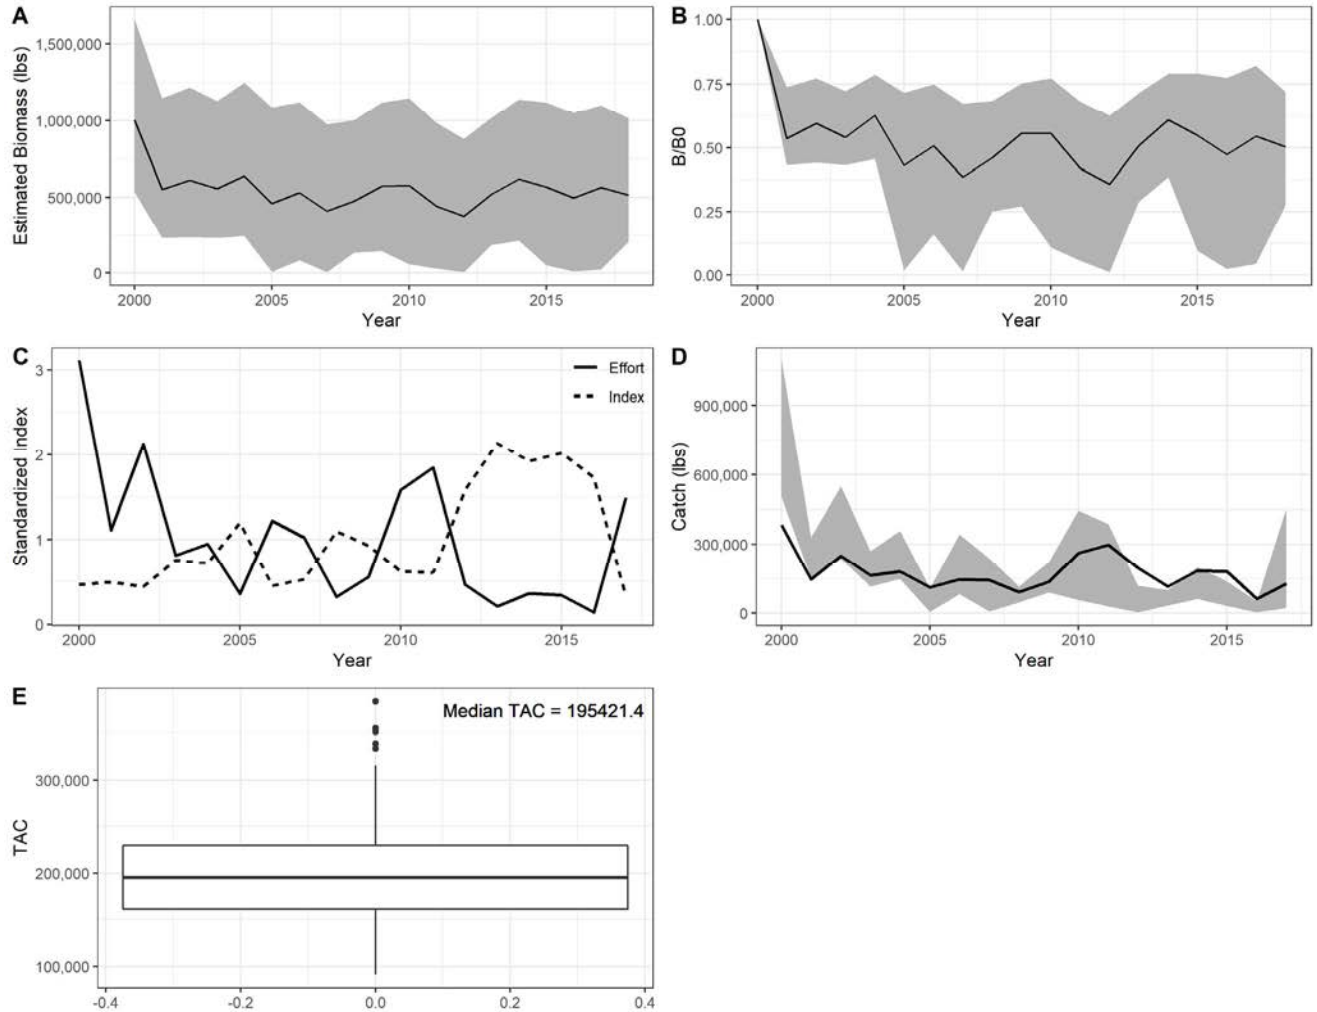 A
Estimated Biomass (lbs)
1,500,000
1,000,000
500,000
0
2000
2005
2010
2015
Year
B
B/B0
1.00
0.75
0.50
0.25
0.00
2000
2005
2010
2015
Year
C
Standardized Index
3
2
1
0
Effort
Index
2000
2005
2010
2015
Year
D
Catch (lbs)
900,000
600,000
300,000
0
2000
2005
2010
2015
Year
E
Median TAC = 195421.4
TAC
300,000
200,000
100,000
-0.4
-0.2
0.0
0.2
0.4